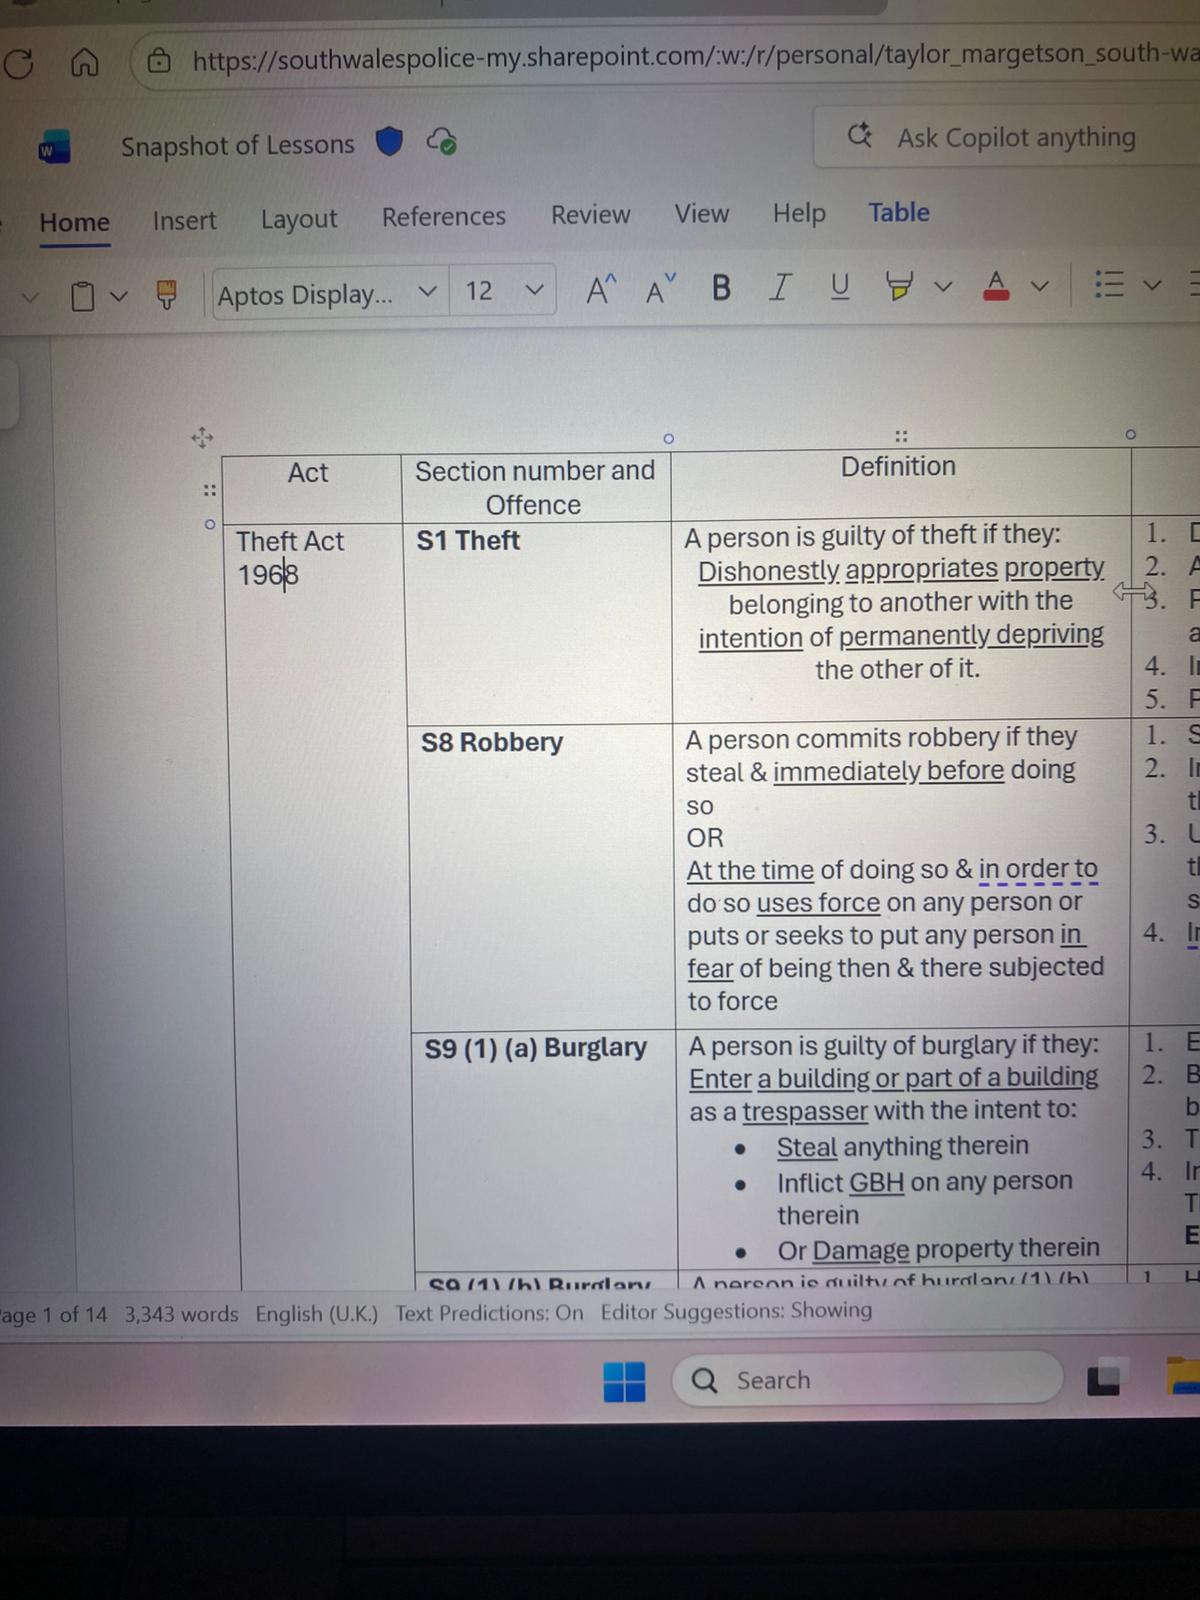 https://southwalespolice-my.sharepoint.com/:w:/r/personal/taylor_margetson_south-wa
W Snapshot of Lessons Ask Copilot anything
Home Insert Layout References Review View Help Table
Aptos Display... 12 A A B I U A
Act
Section number and
Offence
Definition
Theft Act
1968
S1 Theft
A person is guilty of theft if they:
Dishonestly appropriates property
belonging to another with the
intention of permanently depriving
the other of it.
1. D
2. A
3. P
a
4. I
5. P
S8 Robbery
A person commits robbery if they
steal & immediately before doing
so
OR
At the time of doing so & in order to
do so uses force on any person or
puts or seeks to put any person in
fear of being then & there subjected
to force
1. S
2. I
t
3. U
t
s
4. I
S9 (1) (a) Burglary
A person is guilty of burglary if they:
Enter a building or part of a building
as a trespasser with the intent to:
• Steal anything therein
• Inflict GBH on any person
therein
• Or Damage property therein
1. E
2. B
b
3. T
4. I
T
E
S9 (1) (b) Burglary
A person is guilty of burglary (1) (b)
1 H
Page 1 of 14 3,343 words English (U.K.) Text Predictions: On Editor Suggestions: Showing
Search